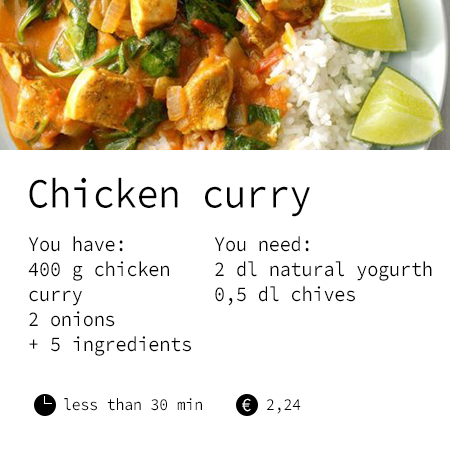 Chicken curry
You have:
400 g chicken
curry
2 onions
+ 5 ingredients
You need:
2 dl natural yogurth
0,5 dl chives
less than 30 min
€ 2,24